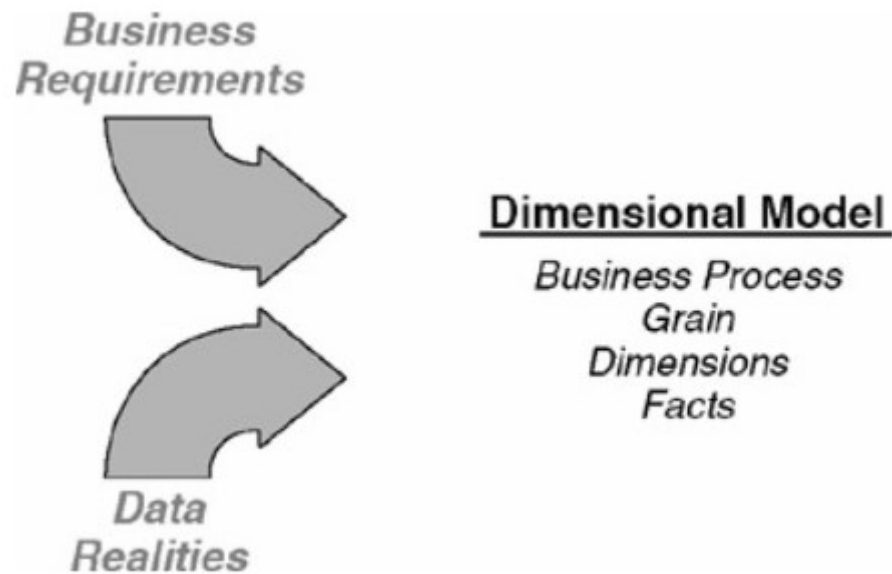 Business
Requirements
Dimensional Model
Business Process
Grain
Dimensions
Facts
Data
Realities